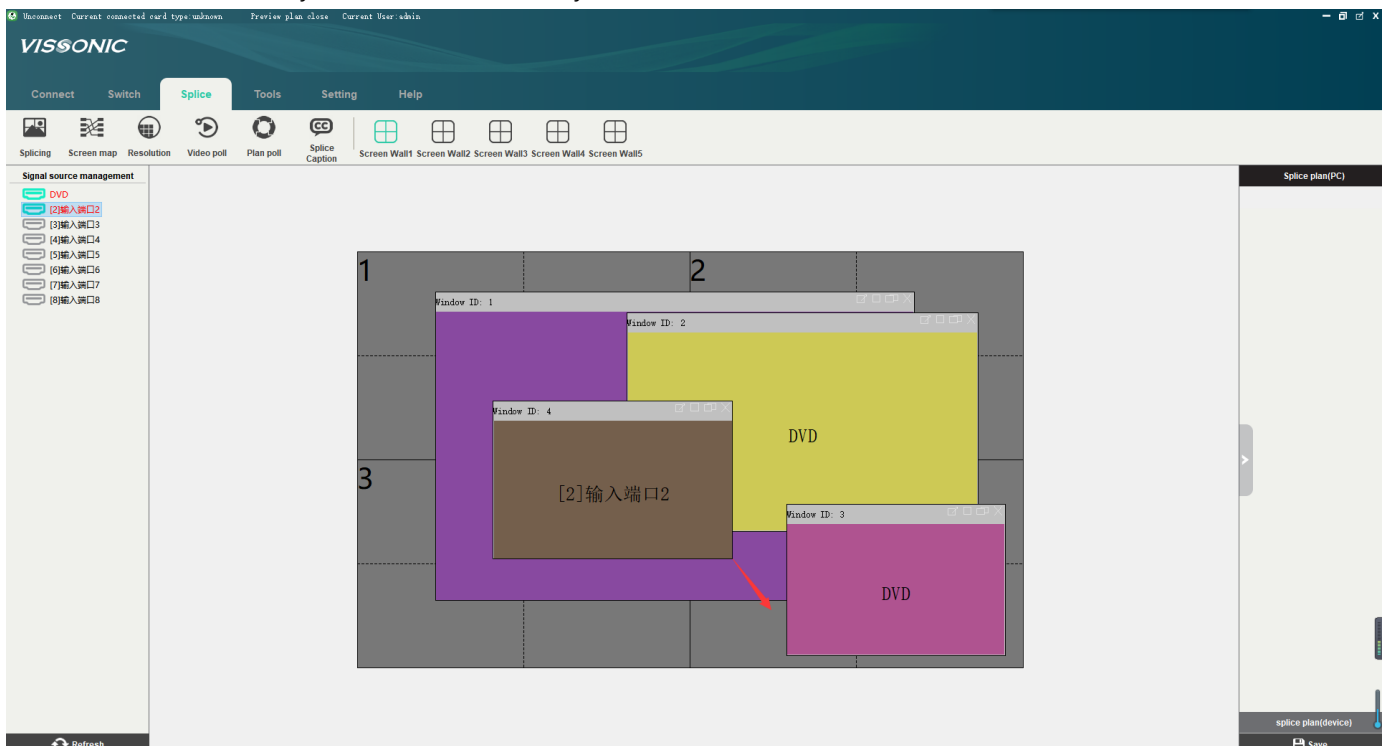 Unconnect Current connected card type:unknown Preview plan close Current User:admin
VISSONIC
Connect Switch Splice Tools Setting Help
Splicing Screen map Resolution Video poll Plan poll Splice Caption Screen Wall1 Screen Wall2 Screen Wall3 Screen Wall4 Screen Wall5
Signal source management
Splice plan(PC)
DVD
[2]输入端口2
[3]输入端口3
[4]输入端口4
[5]输入端口5
[6]输入端口6
[7]输入端口7
[8]输入端口8
1
2
Window ID: 1
Window ID: 2
Window ID: 4
DVD
3
[2]输入端口2
Window ID: 3
DVD
splice plan(device)
Refresh
Save